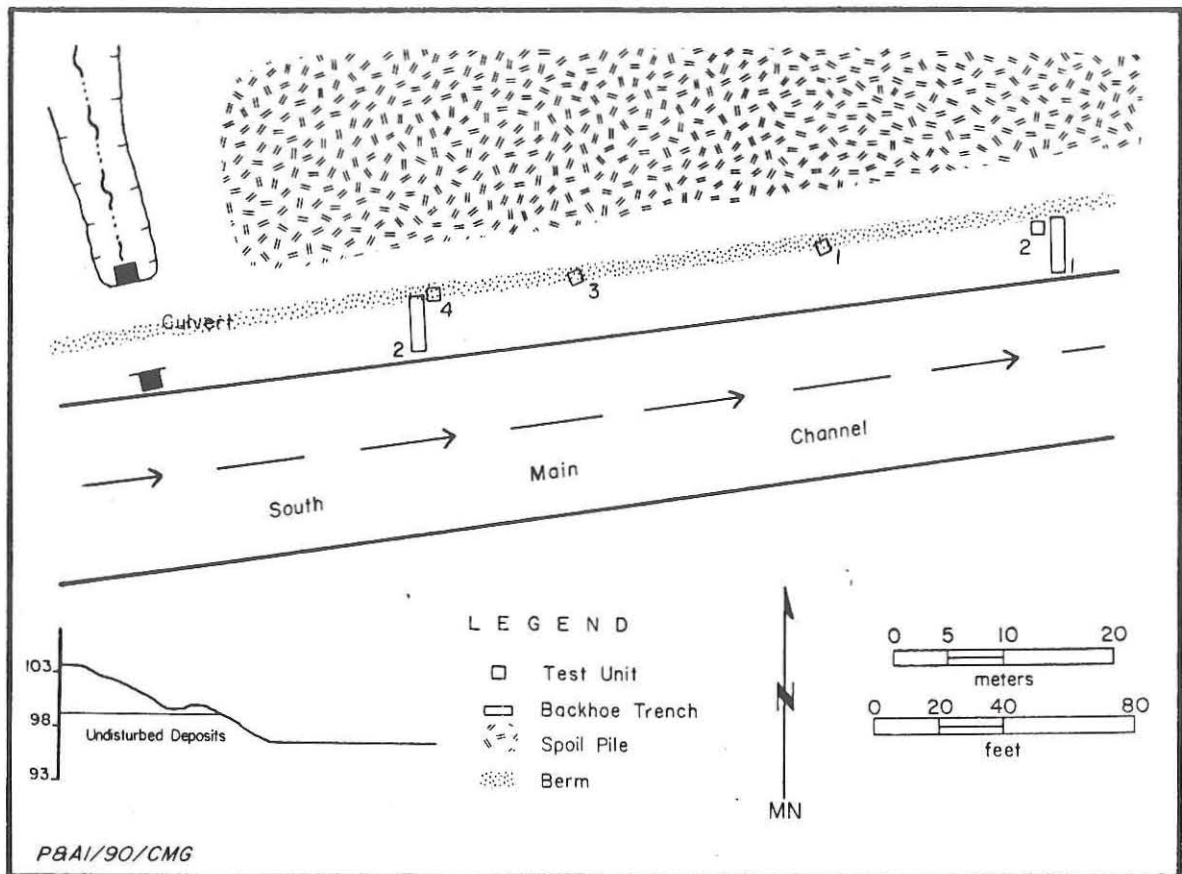 2
1
1
3
Culvert
4
2
South Main Channel
103
98
93
Undisturbed Deposits
LEGEND
Test Unit
Backhoe Trench
Spoil Pile
Berm
N
MN
0 5 10 20
meters
0 20 40 80
feet
P&AI/90/CMG